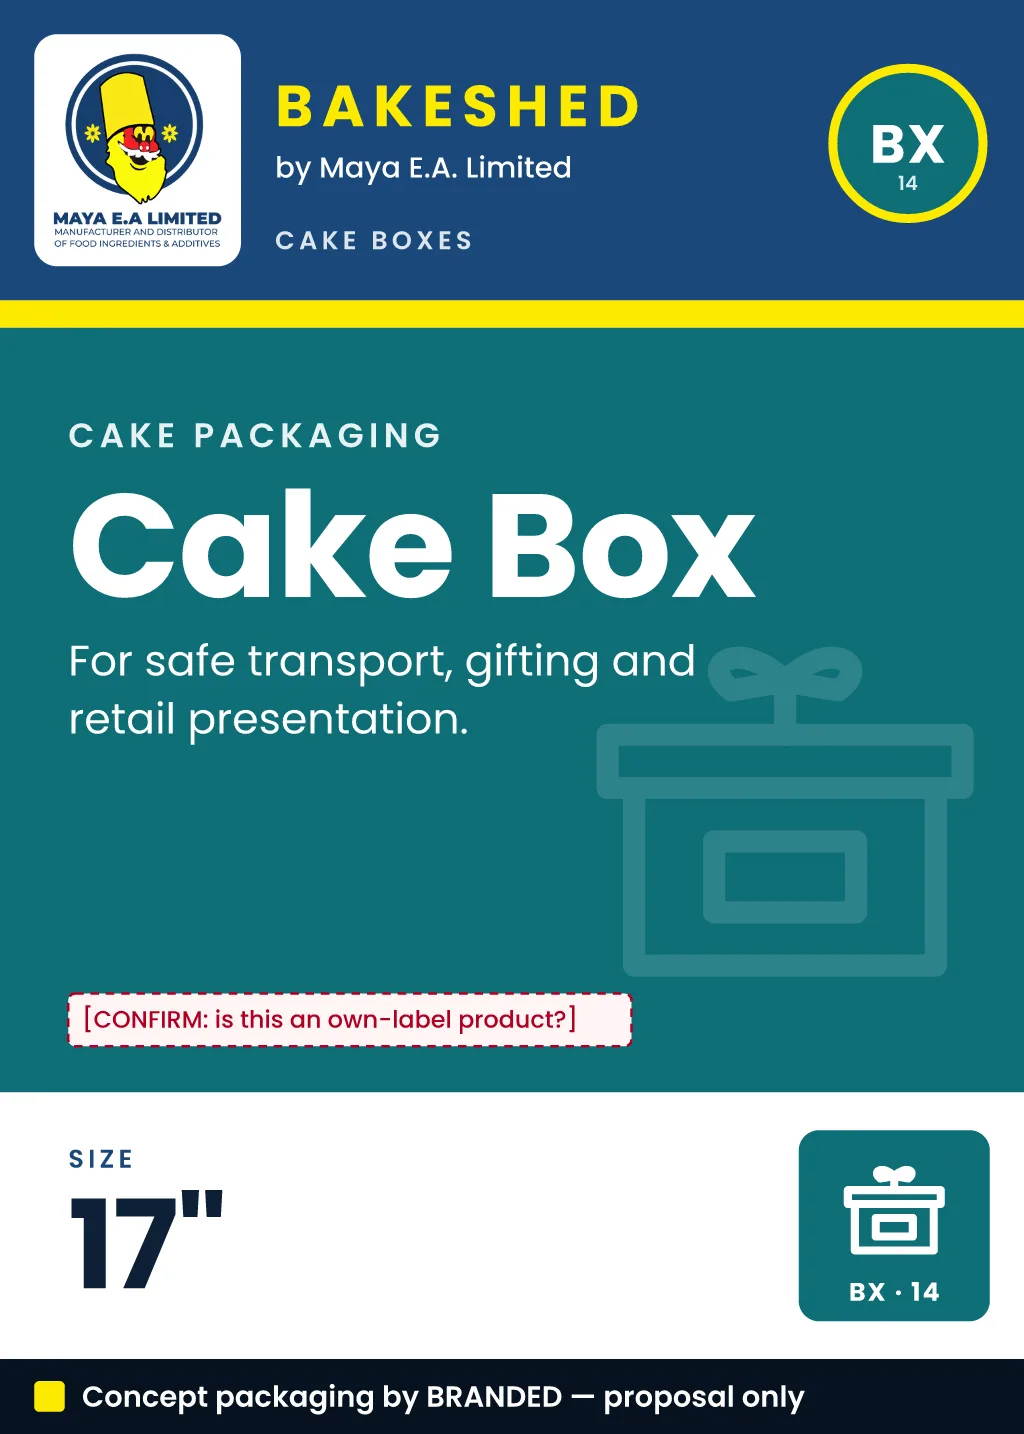 MAYA E.A LIMITED
MANUFACTURER AND DISTRIBUTOR
OF FOOD INGREDIENTS & ADDITIVES
BAKESHED
by Maya E.A. Limited
CAKE BOXES
BX
14
CAKE PACKAGING
Cake Box
For safe transport, gifting and
retail presentation.
[CONFIRM: is this an own-label product?]
SIZE
17"
BX · 14
Concept packaging by BRANDED — proposal only